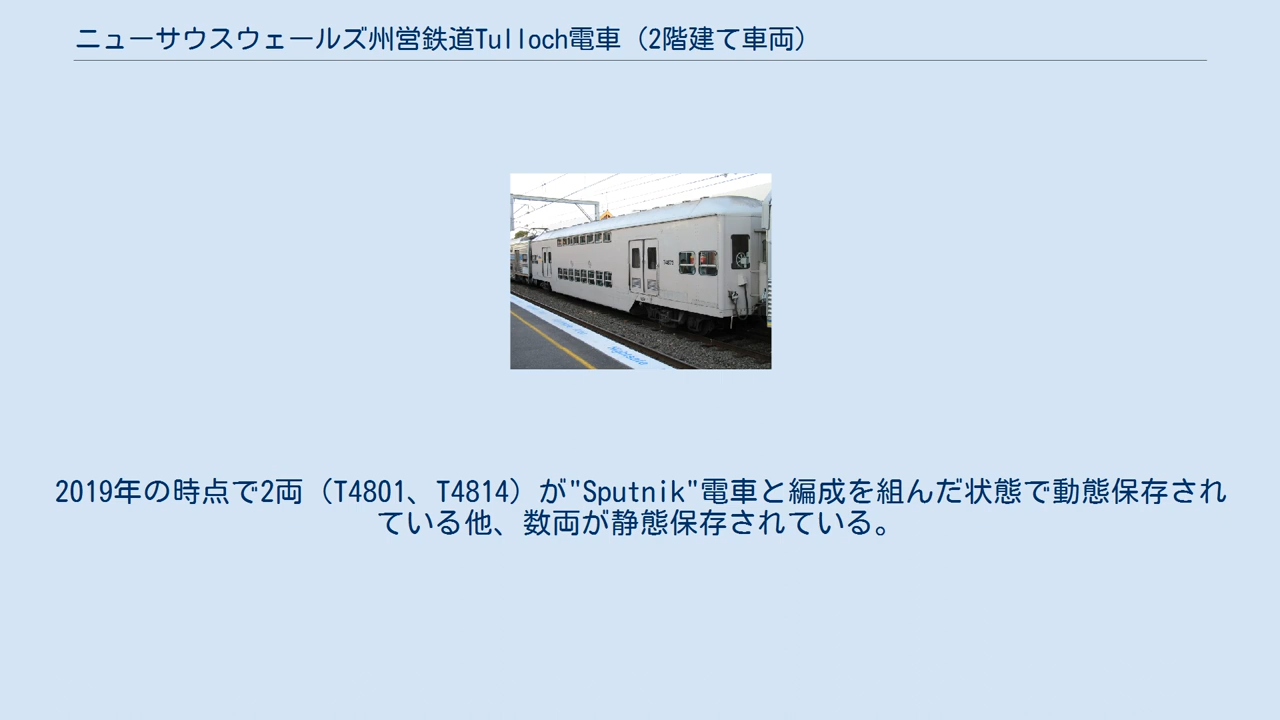 ニューサウスウェールズ州営鉄道Tulloch電車（2階建て車両）
2019年の時点で2両（T4801、T4814）が"Sputnik"電車と編成を組んだ状態で動態保存され
ている他、数両が静態保存されている。